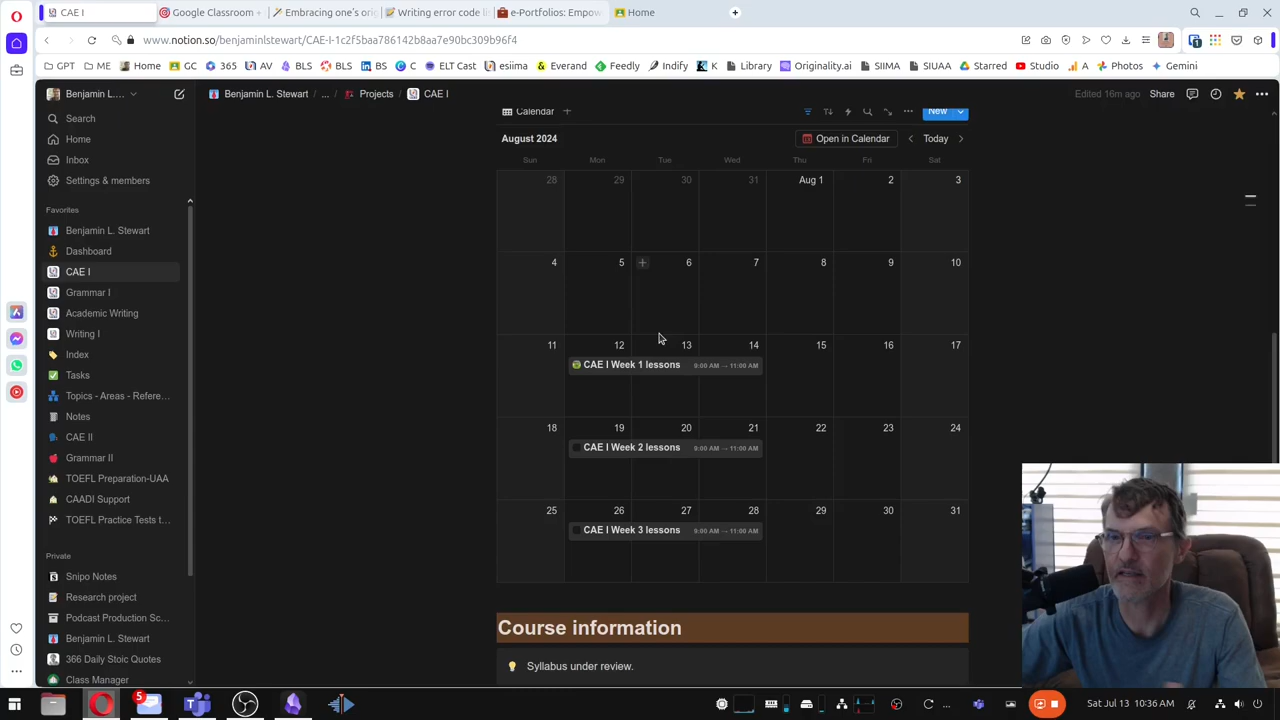 CAE I
Google Classroom +
Embracing one's ori
Writing error code li
e-Portfolios: Empow
Home
www.notion.so/benjaminlstewart/CAE-I-1c2f5baa786142b8aa7e90bc309b96f4
GPT ME Home GC 365 AV BLS BLS BS C ELT Cast esiima Everand Feedly Indify K Library Originality.ai SIIMA SIUAA Starred Studio A Photos Gemini
Benjamin L....
Benjamin L. Stewart / ... / Projects / CAE I
Edited 16m ago Share
Search
Home
Inbox
Settings & members
Favorites
Benjamin L. Stewart
Dashboard
CAE I
Grammar I
Academic Writing
Writing I
Index
Tasks
Topics - Areas - Refere...
Notes
CAE II
Grammar II
TOEFL Preparation-UAA
CAADI Support
TOEFL Practice Tests t...
Private
Snipo Notes
Research project
Podcast Production Sc...
Benjamin L. Stewart
366 Daily Stoic Quotes
Class Manager
Calendar
New
August 2024
Open in Calendar
Today
Sun Mon Tue Wed Thu Fri Sat
28 29 30 31 Aug 1 2 3
4 5 6 7 8 9 10
11 12 13 14 15 16 17
CAE I Week 1 lessons 9:00 AM → 11:00 AM
18 19 20 21 22 23 24
CAE I Week 2 lessons 9:00 AM → 11:00 AM
25 26 27 28 29 30 31
CAE I Week 3 lessons 9:00 AM → 11:00 AM
Course information
Syllabus under review.
5
Sat Jul 13 10:36 AM